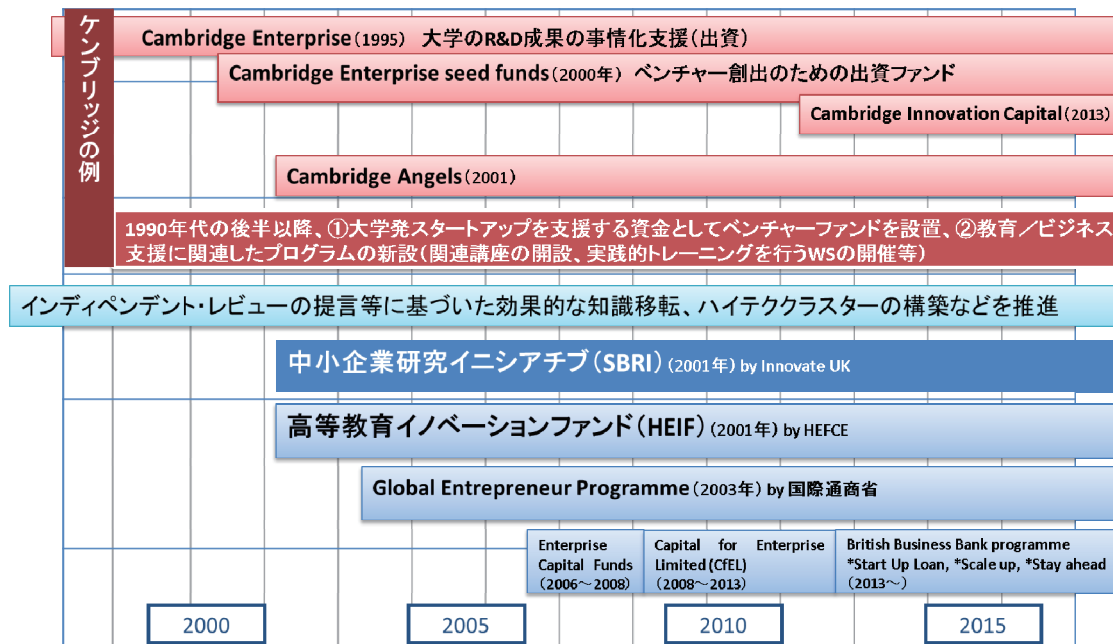 ケンブリッジの例
Cambridge Enterprise(1995) 大学のR&D成果の事情化支援(出資)
Cambridge Enterprise seed funds(2000年) ベンチャー創出のための出資ファンド
Cambridge Innovation Capital(2013)
Cambridge Angels(2001)
1990年代の後半以降、①大学発スタートアップを支援する資金としてベンチャーファンドを設置、②教育/ビジネス
支援に関連したプログラムの新設(関連講座の開設、実践的トレーニングを行うWSの開催等)
インディペンデント・レビューの提言等に基づいた効果的な知識移転、ハイテククラスターの構築などを推進
中小企業研究イニシアチブ(SBRI)(2001年) by Innovate UK
高等教育イノベーションファンド(HEIF)(2001年) by HEFCE
Global Entrepreneur Programme(2003年) by 国際通商省
Enterprise
Capital Funds
(2006～2008)
Capital for Enterprise
Limited(CfEL)
(2008～2013)
British Business Bank programme
*Start Up Loan, *Scale up, *Stay ahead
(2013～)
2000
2005
2010
2015